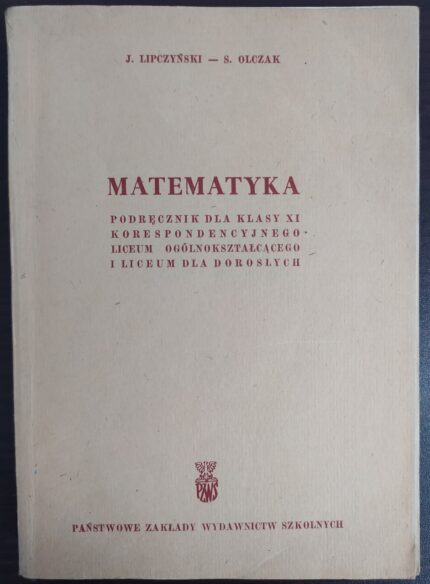 J. LIPCZYŃSKI — S. OLCZAK
MATEMATYKA
PODRĘCZNIK DLA KLASY XI
KORESPONDENCYJNEGO
LICEUM OGÓLNOKSZTAŁCĄCEGO
I LICEUM DLA DOROSŁYCH
PZWS
PAŃSTWOWE ZAKŁADY WYDAWNICTW SZKOLNYCH